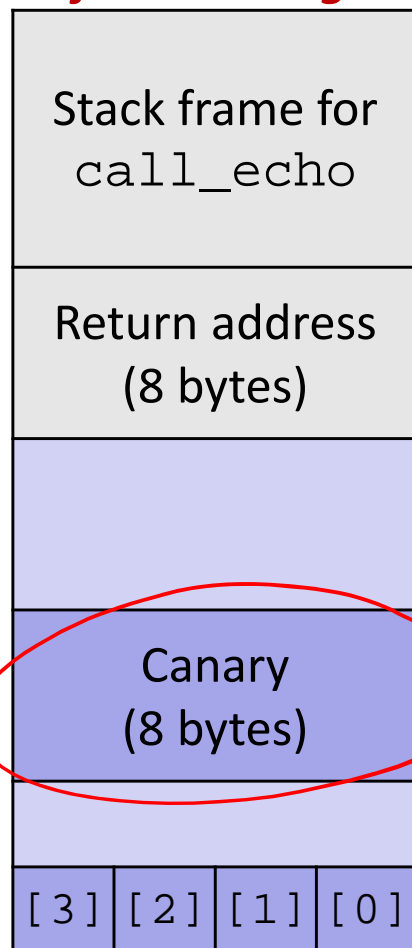 Stack frame for
call_echo
Return address
(8 bytes)
Canary
(8 bytes)
[3] [2] [1] [0]